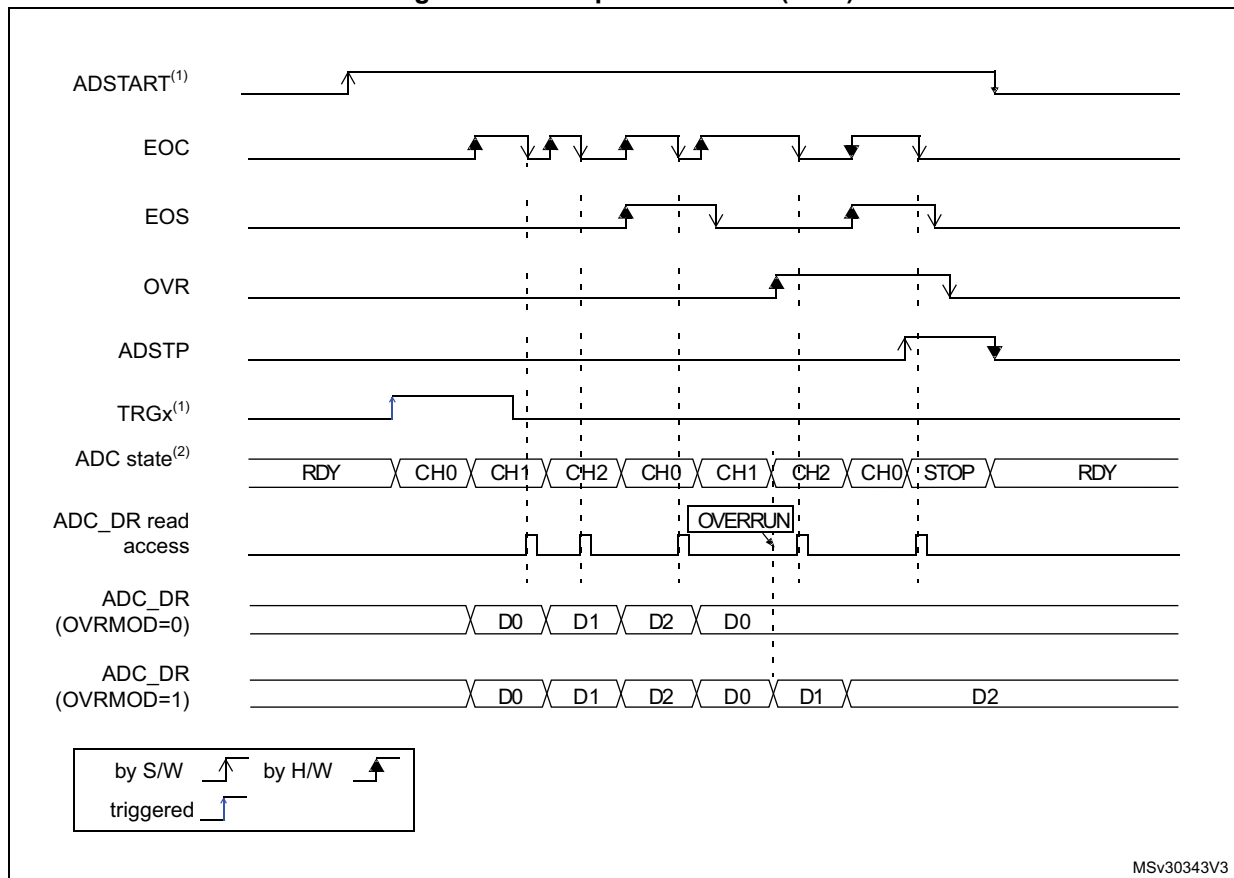 ADSTART(1)
EOC
EOS
OVR
ADSTP
TRGx(1)
ADC state(2)
RDY CH0 CH1 CH2 CH0 CH1 CH2 CH0 STOP RDY
ADC_DR read
access
OVERRUN
ADC_DR
(OVRMOD=0)
D0 D1 D2 D0
ADC_DR
(OVRMOD=1)
D0 D1 D2 D0 D1 D2
by S/W by H/W
triggered
MSv30343V3